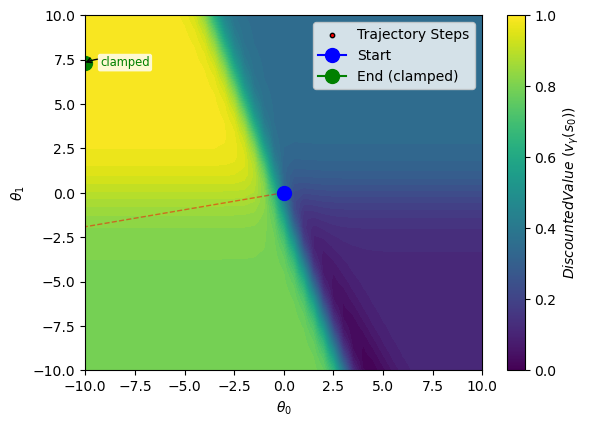 10.0
7.5
5.0
2.5
0.0
−2.5
−5.0
−7.5
−10.0
θ1
clamped
Trajectory Steps
Start
End (clamped)
−10.0 −7.5 −5.0 −2.5 0.0 2.5 5.0 7.5 10.0
θ0
1.0
0.8
0.6
0.4
0.2
0.0
DiscountedValue (vγ(s0))